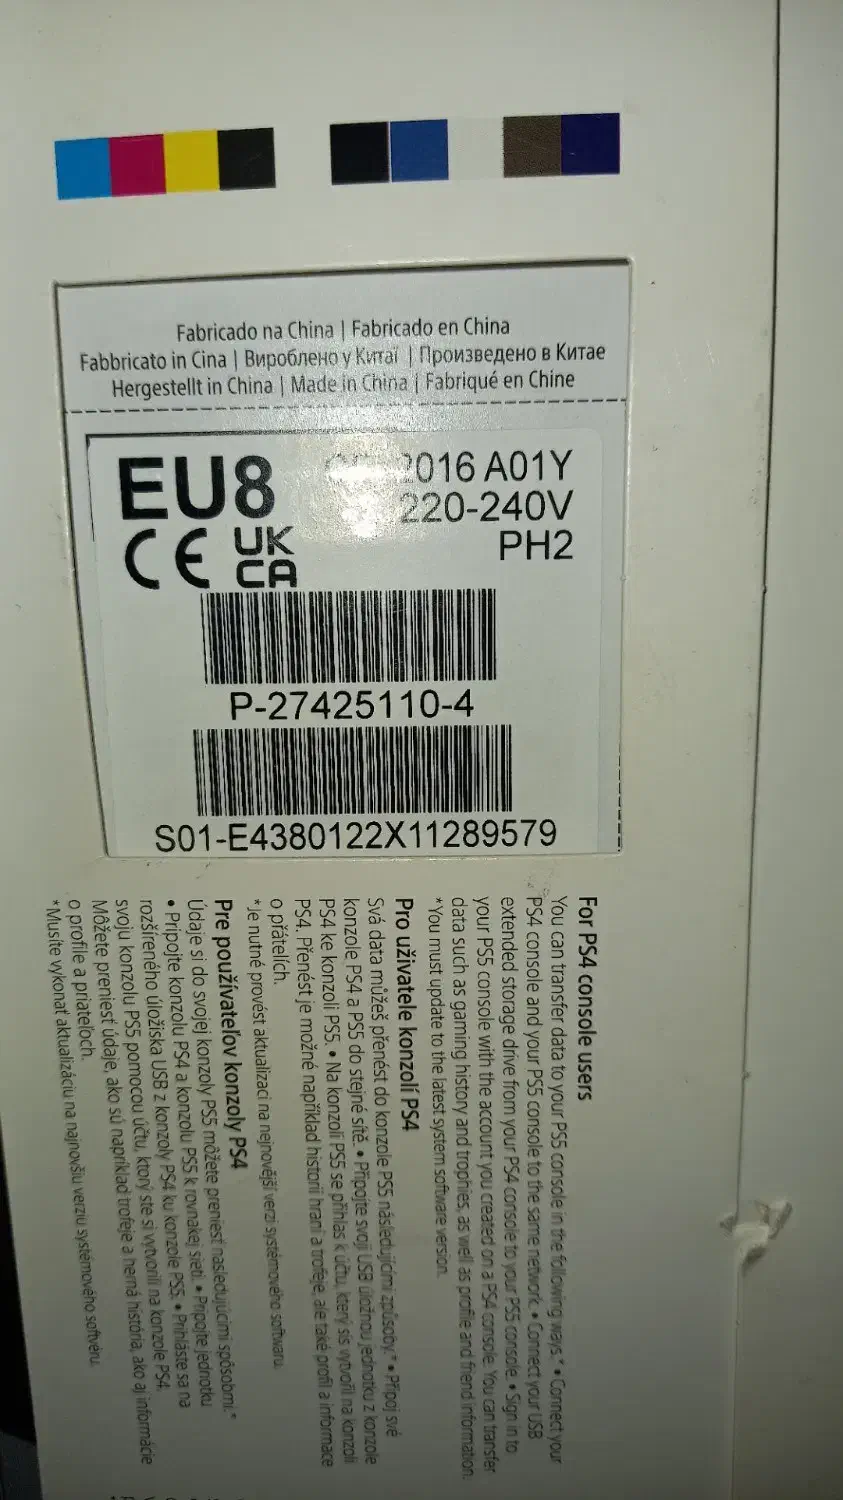 Fabricado na China | Fabricado en China
Fabbricato in Cina | Вироблено у Китаї | Произведено в Китае
Hergestellt in China | Made in China | Fabriqué en Chine
EU8
2016 A01Y
220-240V
CE UK
CA
PH2
P-27425110-4
S01-E4380122X11289579
For PS4 console users
You can transfer data to your PS5 console in the following ways.* • Connect your
PS4 console and your PS5 console to the same network. • Connect your USB
extended storage drive from your PS4 console to your PS5 console. • Sign in to
your PS5 console with the account you created on a PS4 console. You can transfer
data such as gaming history and trophies, as well as profile and friend information.
*You must update to the latest system software version.
Pro uživatele konzolí PS4
Svá data můžeš přenést do konzole PS5 následujícími způsoby.* • Připoj své
konzole PS4 a PS5 do stejné sítě. • Připojte svoji USB úložnou jednotku z konzole
PS4 ke konzoli PS5. • Na konzoli PS5 se přihlas k účtu, který sis vytvořil na konzoli
PS4. Přenést je možné například historii hraní a trofeje, ale také profil a informace
o přátelích.
*Je nutné provést aktualizaci na nejnovější verzi systémového softwaru.
Pre používateľov konzoly PS4
Údaje si do svojej konzoly PS5 môžete preniesť nasledujúcimi spôsobmi.*
• Pripojte konzolu PS4 a konzolu PS5 k rovnakej sieti. • Pripojte jednotku
rozšíreného úložiska USB z konzoly PS4 ku konzole PS5. • Prihláste sa na
svoju konzolu PS5 pomocou účtu, ktorý ste si vytvorili na konzole PS4.
Môžete preniesť údaje, ako sú napríklad trofeje a herná história, ako aj informácie
o profile a priateľoch.
*Musíte vykonať aktualizáciu na najnovšiu verziu systémového softvéru.